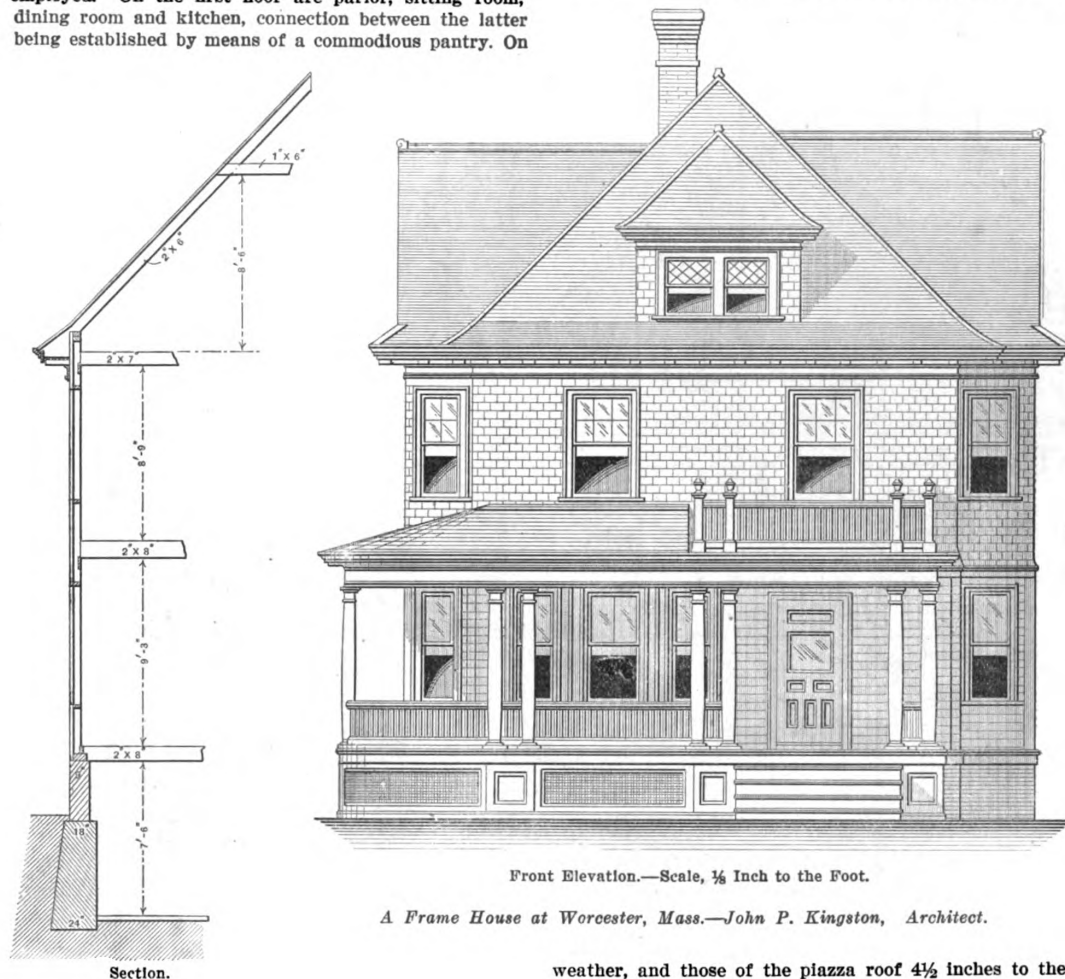 employed. On the first floor are parlor, sitting room,
dining room and kitchen, connection between the latter
being established by means of a commodious pantry. On
1" X 6"
2" X 6"
8'-6"
2" X 7"
8'-9"
2" X 8"
9'-3"
2" X 8"
7'-6"
18"
24"
Section.
Front Elevation.—Scale, ⅛ Inch to the Foot.
A Frame House at Worcester, Mass.—John P. Kingston, Architect.
weather, and those of the piazza roof 4½ inches to the